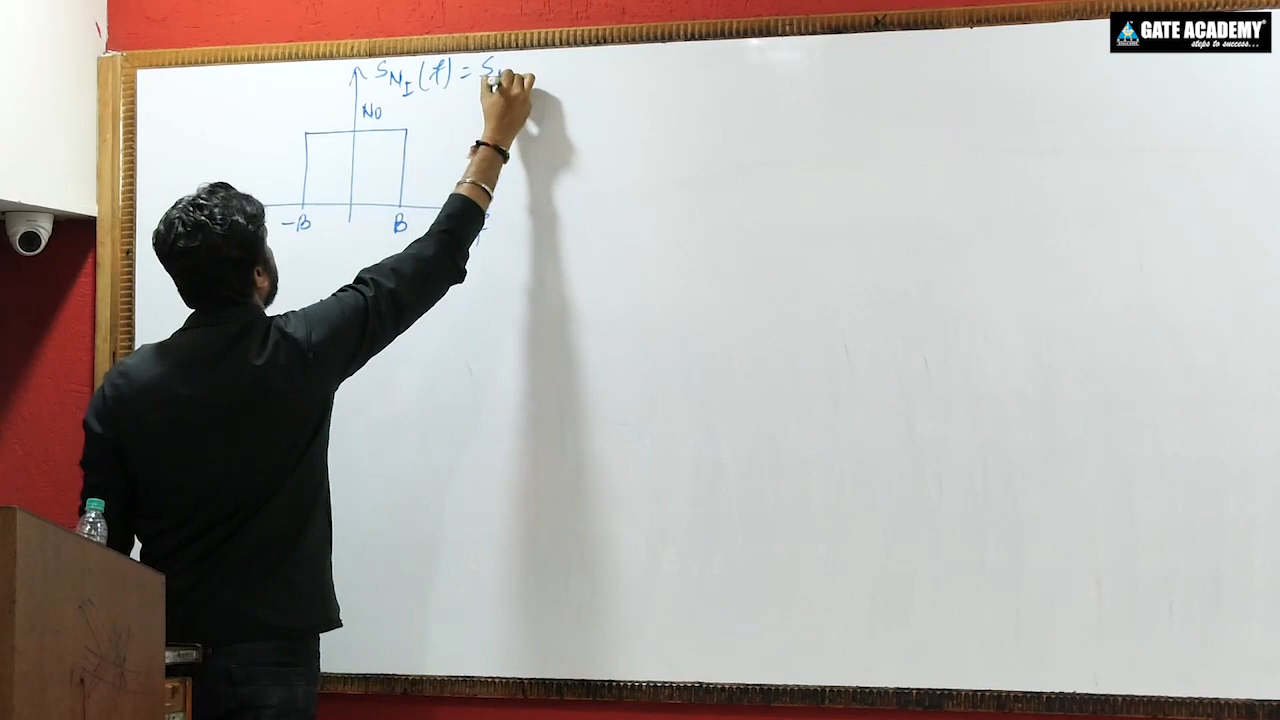 GATE ACADEMY
steps to success...
S_{N_I}(f) = S
N0
-B B f